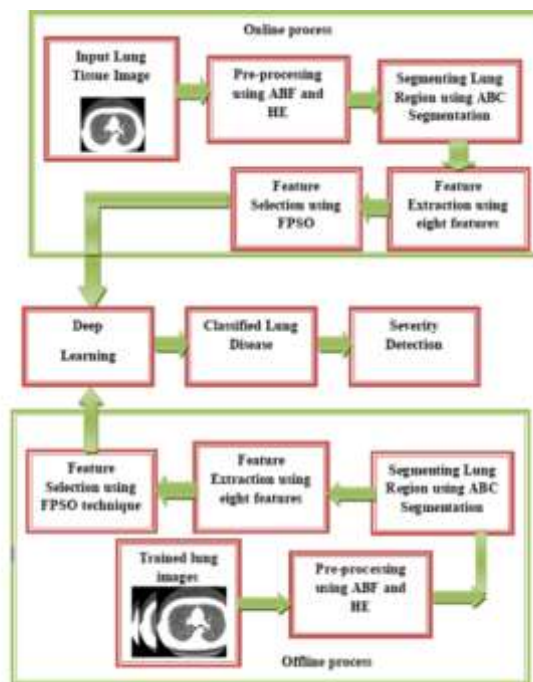 Online process
Input Lung
Tissue Image
Pre-processing
using ABF and
HE
Segmenting Lung
Region using ABC
Segmentation
Feature
Selection using
FPSO
Feature
Extraction using
eight features
Deep
Learning
Classified Lung
Disease
Severity
Detection
Feature
Selection using
FPSO technique
Feature
Extraction using
eight features
Segmenting Lung
Region using ABC
Segmentation
Trained lung
images
Pre-processing
using ABF and
HE
Offline process